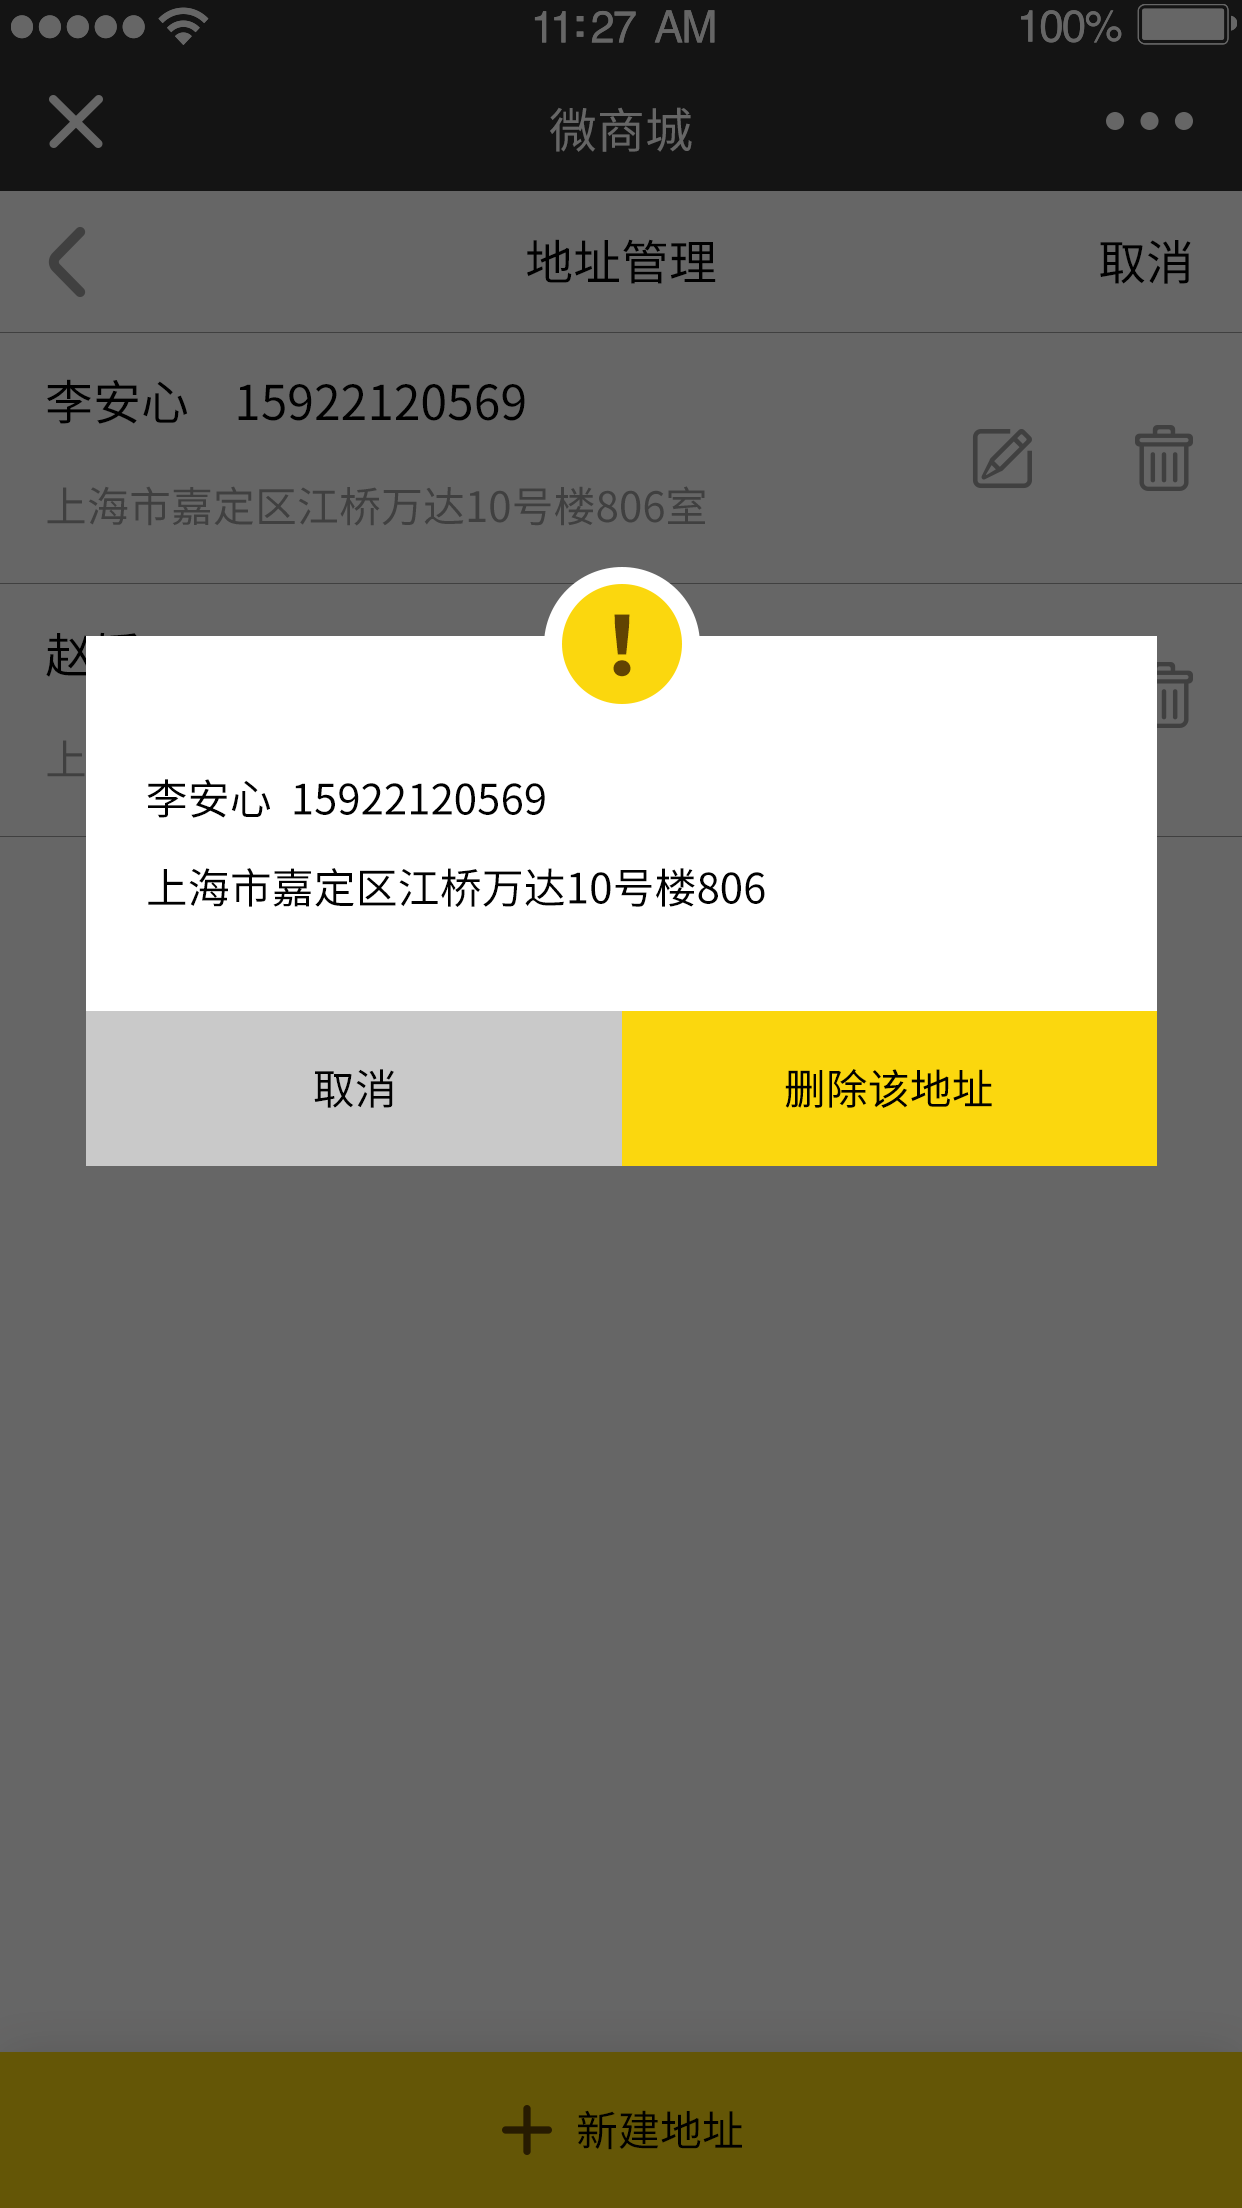 11:27 AM 100%
微商城
地址管理 取消
李安心 15922120569
上海市嘉定区江桥万达10号楼806室
赵
上
!
李安心 15922120569
上海市嘉定区江桥万达10号楼806
取消 删除该地址
新建地址